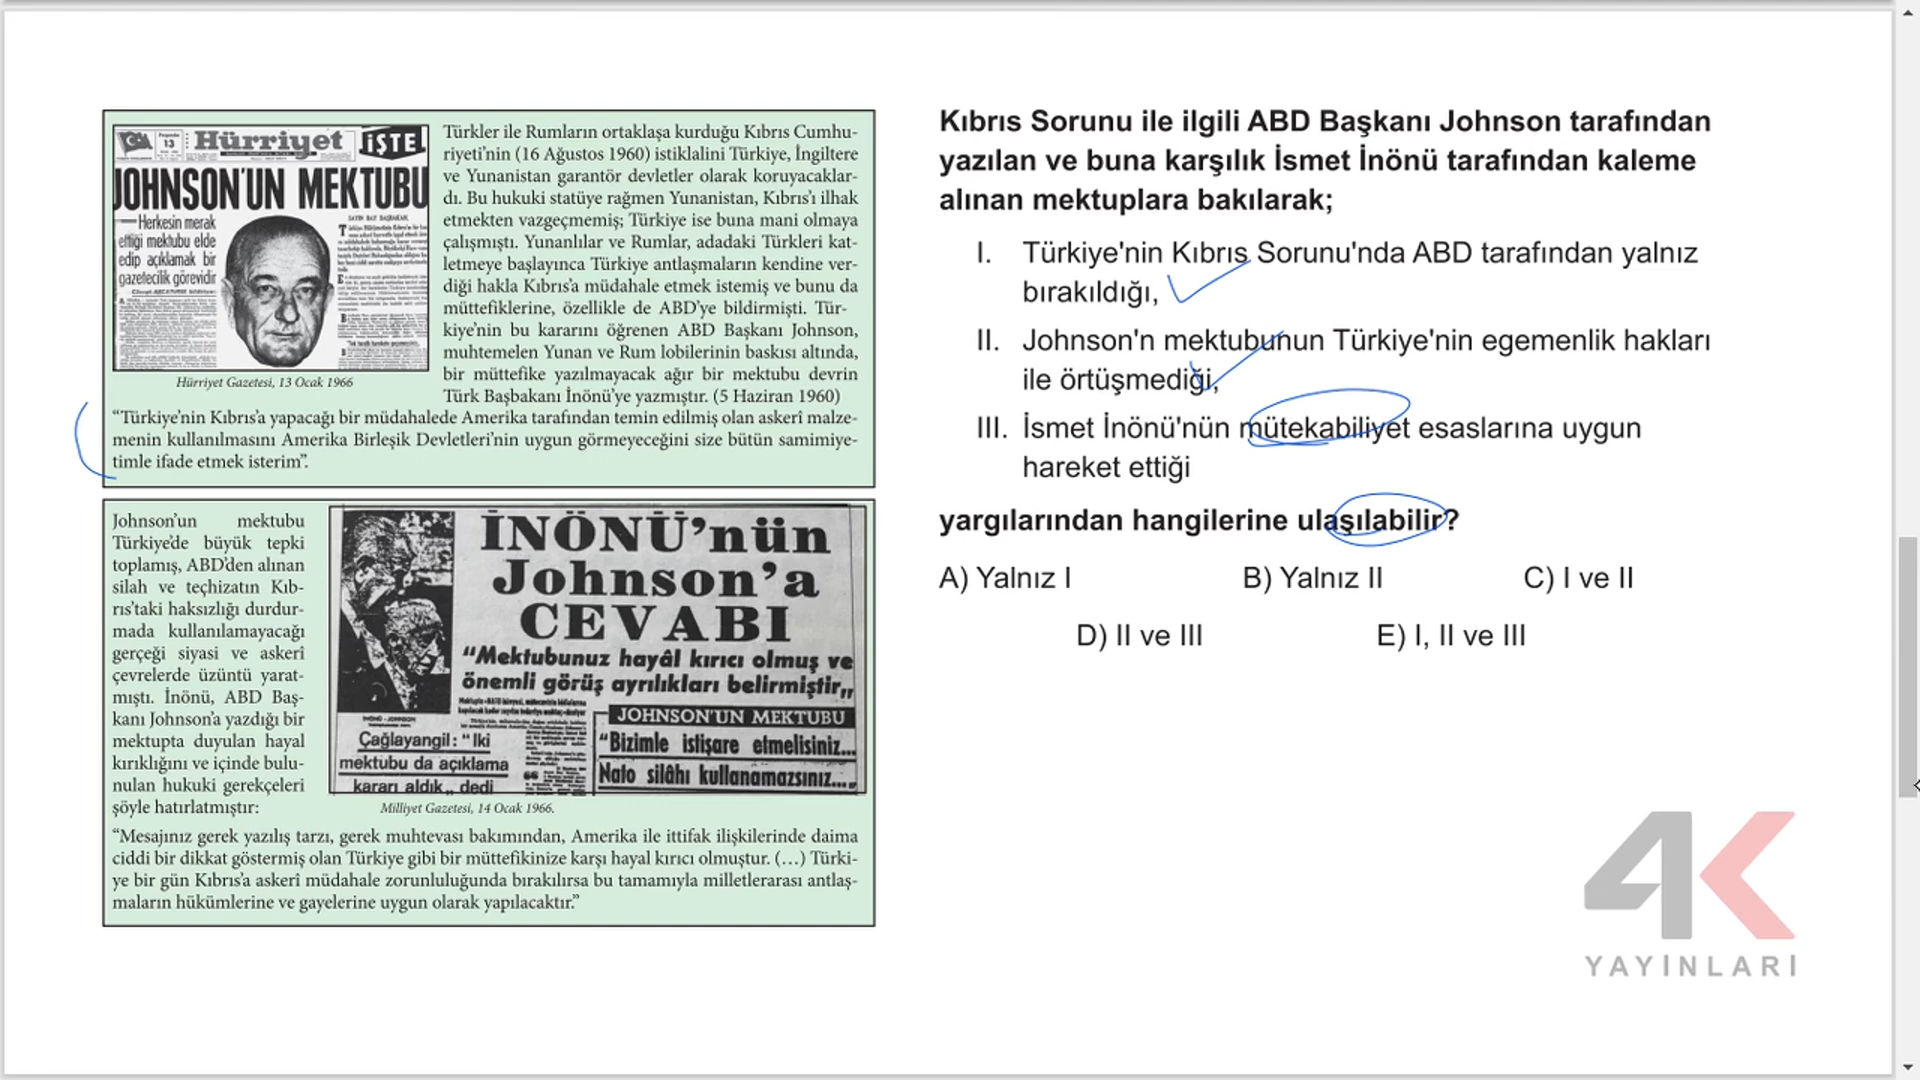 Perşembe
13
Hürriyet
İŞTE
JOHNSON'UN MEKTUBU
Herkesin merak
ettiği mektubu elde
edip açıklamak bir
gazetecilik görevidir
SAYIN BAY BAŞBAKAN,
Hürriyet Gazetesi, 13 Ocak 1966
Türkler ile Rumların ortaklaşa kurduğu Kıbrıs Cumhu-
riyeti'nin (16 Ağustos 1960) istiklalini Türkiye, İngiltere
ve Yunanistan garantör devletler olarak koruyacaklar-
dı. Bu hukuki statüye rağmen Yunanistan, Kıbrıs'ı ilhak
etmekten vazgeçmemiş; Türkiye ise buna mani olmaya
çalışmıştı. Yunanlılar ve Rumlar, adadaki Türkleri kat-
letmeye başlayınca Türkiye antlaşmaların kendine ver-
diği hakla Kıbrıs'a müdahale etmek istemiş ve bunu da
müttefiklerine, özellikle de ABD'ye bildirmişti. Tür-
kiye'nin bu kararını öğrenen ABD Başkanı Johnson,
muhtemelen Yunan ve Rum lobilerinin baskısı altında,
bir müttefike yazılmayacak ağır bir mektubu devrin
Türk Başbakanı İnönü'ye yazmıştır. (5 Haziran 1960)
“Türkiye'nin Kıbrıs'a yapacağı bir müdahalede Amerika tarafından temin edilmiş olan askerî malze-
menin kullanılmasını Amerika Birleşik Devletleri'nin uygun görmeyeceğini size bütün samimiye-
timle ifade etmek isterim”.
Johnson'un mektubu
Türkiye'de büyük tepki
toplamış, ABD'den alınan
silah ve teçhizatın Kıb-
rıs'taki haksızlığı durdur-
mada kullanılamayacağı
gerçeği siyasi ve askerî
çevrelerde üzüntü yarat-
mıştı. İnönü, ABD Baş-
kanı Johnson'a yazdığı bir
mektupta duyulan hayal
kırıklığını ve içinde bulu-
nulan hukuki gerekçeleri
şöyle hatırlatmıştır:
İNÖNÜ'nün
Johnson'a
CEVABI
“Mektubunuz hayâl kırıcı olmuş ve
önemli görüş ayrılıkları belirmiştir„
İNÖNÜ - JOHNSON
Çağlayangil: “ İki
mektubu da açıklama
kararı aldık„ dedi
JOHNSON'UN MEKTUBU
“Bizimle istişare etmelisiniz...
Nato silâhı kullanamazsınız...„
Milliyet Gazetesi, 14 Ocak 1966.
“Mesajınız gerek yazılış tarzı, gerek muhtevası bakımından, Amerika ile ittifak ilişkilerinde daima
ciddi bir dikkat göstermiş olan Türkiye gibi bir müttefikinize karşı hayal kırıcı olmuştur. (…) Türki-
ye bir gün Kıbrıs'a askerî müdahale zorunluluğunda bırakılırsa bu tamamıyla milletlerarası antlaş-
maların hükümlerine ve gayelerine uygun olarak yapılacaktır.”
Kıbrıs Sorunu ile ilgili ABD Başkanı Johnson tarafından
yazılan ve buna karşılık İsmet İnönü tarafından kaleme
alınan mektuplara bakılarak;
I. Türkiye'nin Kıbrıs Sorunu'nda ABD tarafından yalnız
bırakıldığı,
II. Johnson'n mektubunun Türkiye'nin egemenlik hakları
ile örtüşmediği,
III. İsmet İnönü'nün mütekabiliyet esaslarına uygun
hareket ettiği
yargılarından hangilerine ulaşılabilir?
A) Yalnız I B) Yalnız II C) I ve II
D) II ve III E) I, II ve III
4K
YAYINLARI